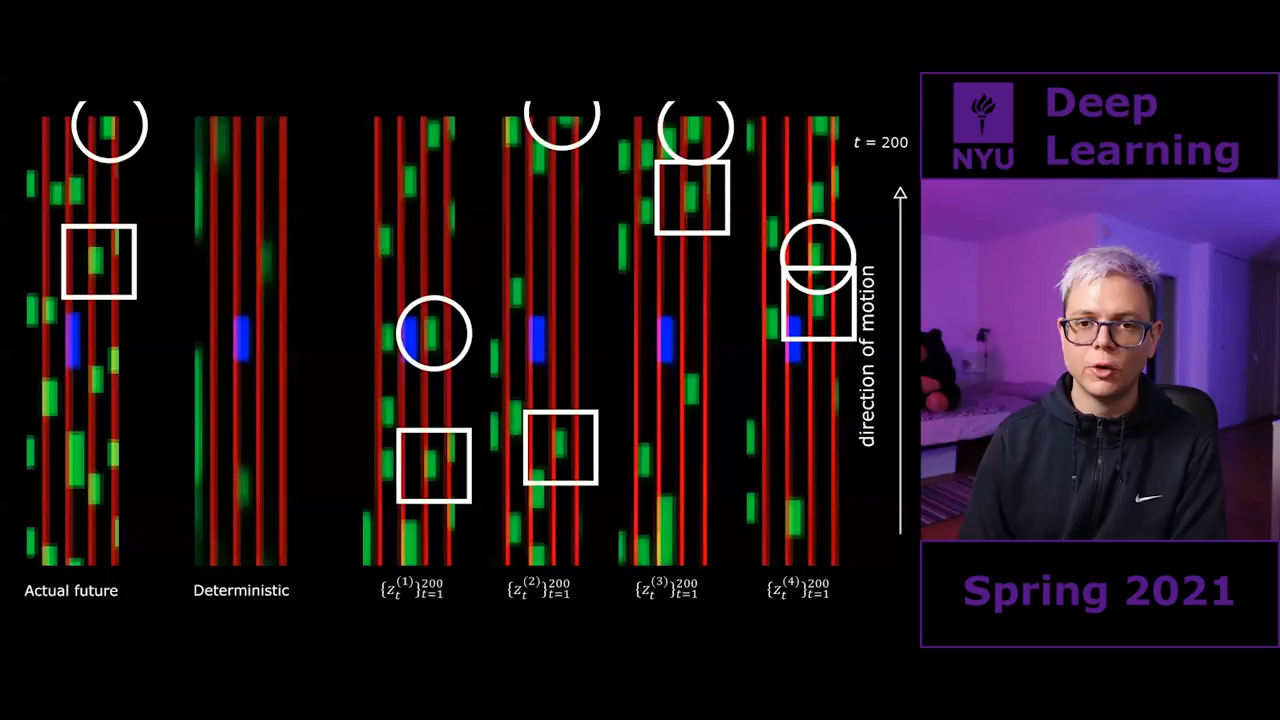 t = 200
direction of motion
Actual future
Deterministic
{z_t^{(1)}}_{t=1}^{200}
{z_t^{(2)}}_{t=1}^{200}
{z_t^{(3)}}_{t=1}^{200}
{z_t^{(4)}}_{t=1}^{200}
NYU
Deep
Learning
Spring 2021